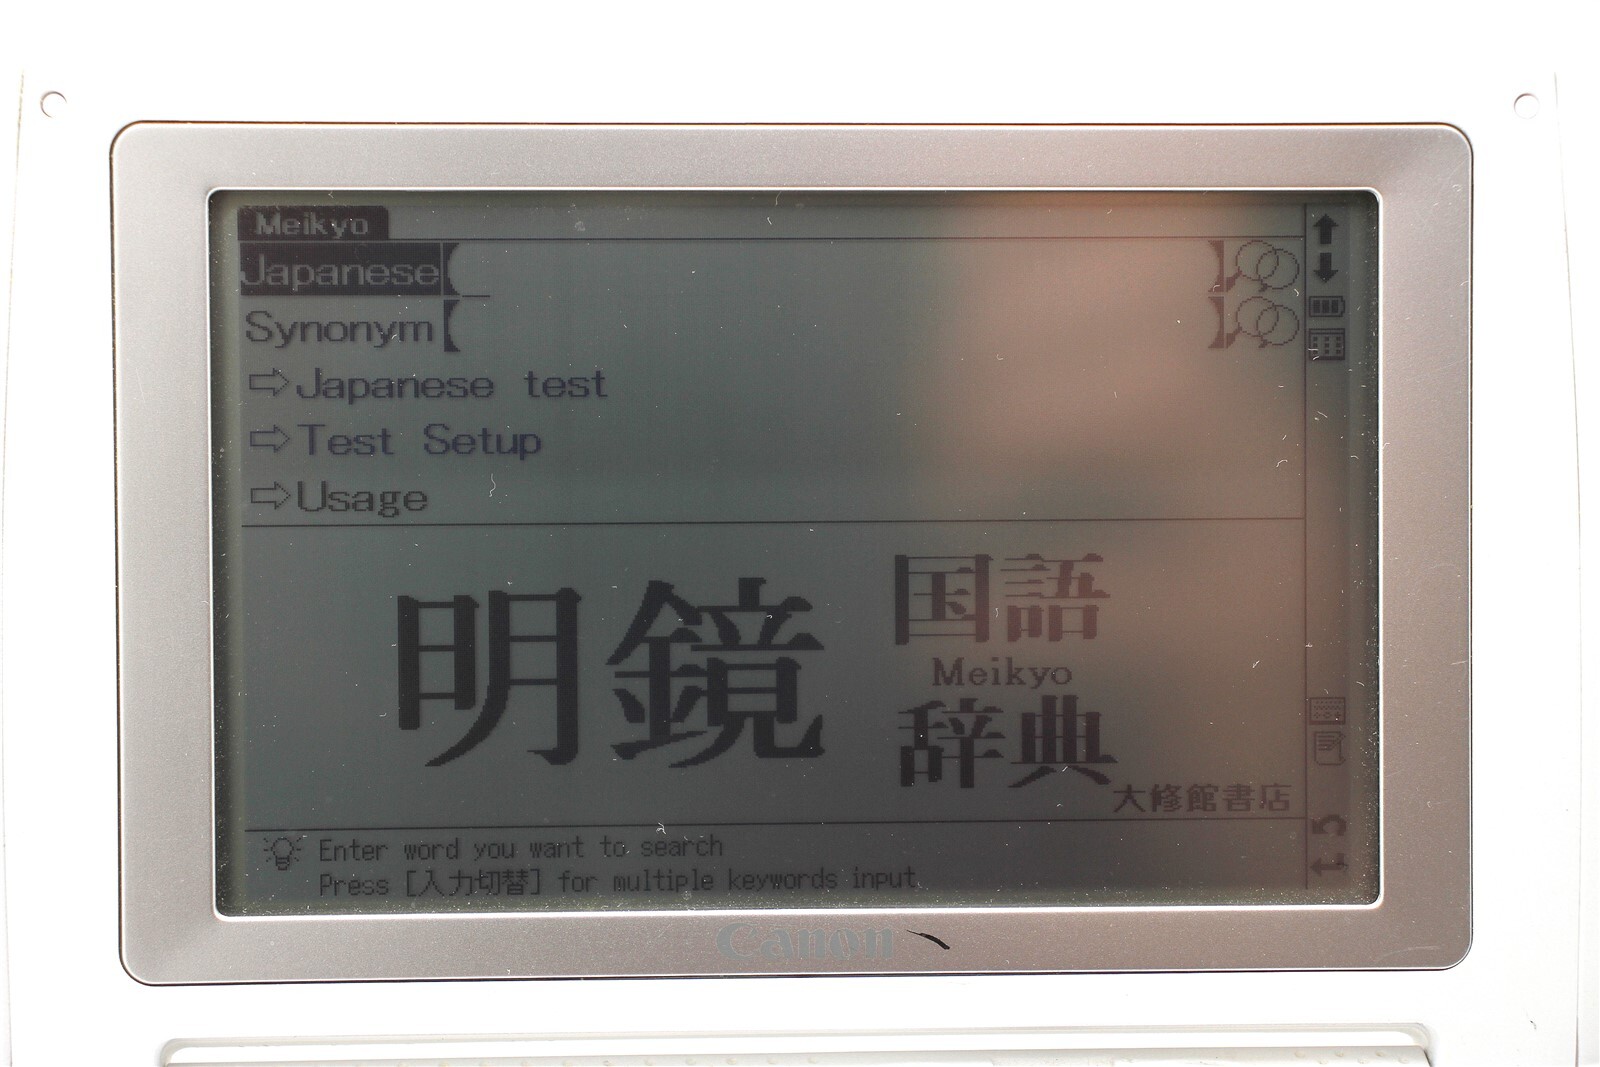 Meikyo
Japanese【_】
Synonym【】
⇨Japanese test
⇨Test Setup
⇨Usage
明鏡
国語
Meikyo
辞典
大修館書店
Enter word you want to search
Press [入力切替] for multiple keywords input
Canon